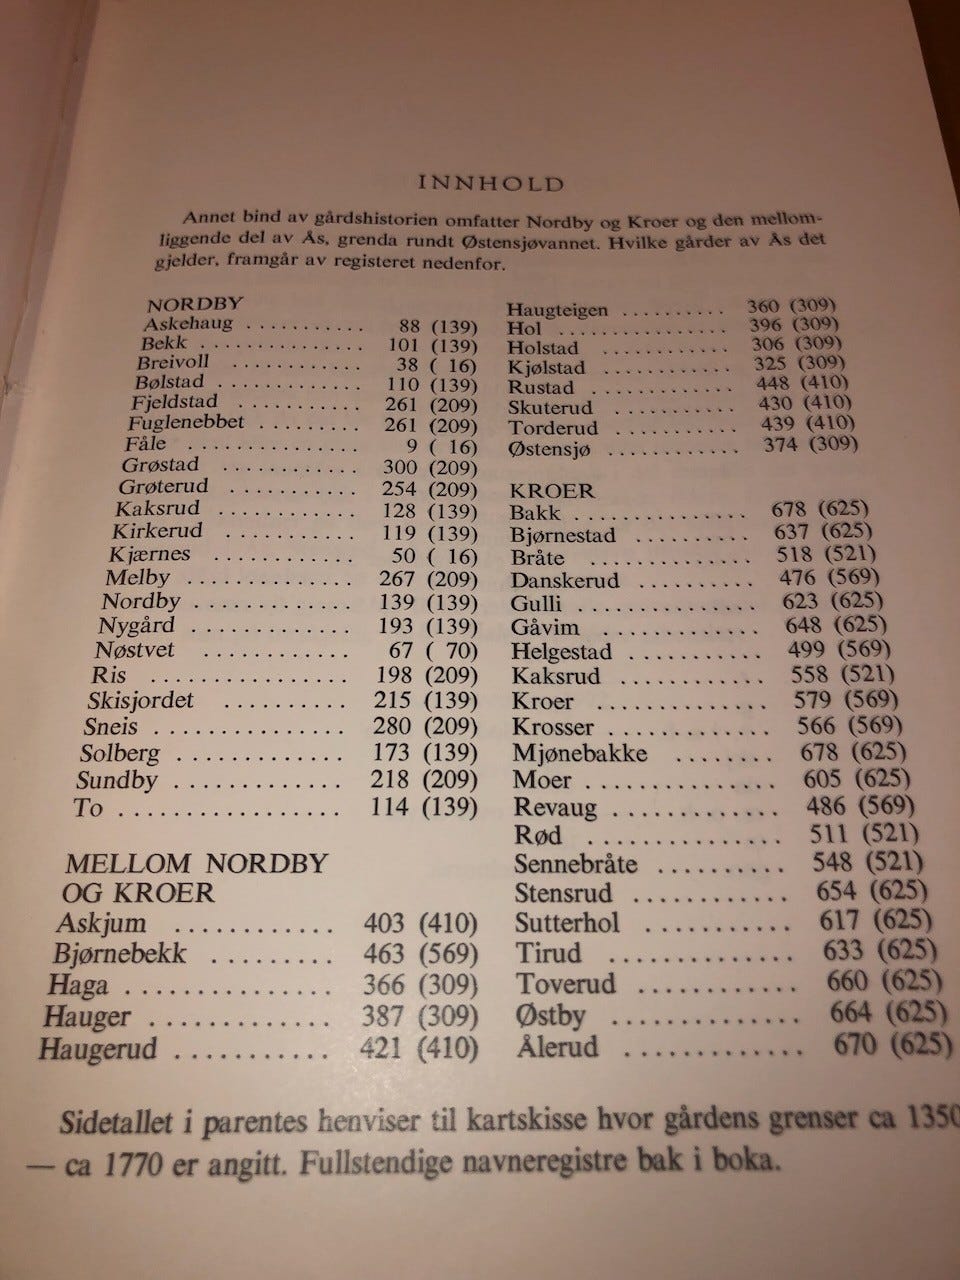 INNHOLD
Annet bind av gårdshistorien omfatter Nordby og Kroer og den mellom-
liggende del av Ås, grenda rundt Østensjøvannet. Hvilke gårder av Ås det
gjelder, framgår av registeret nedenfor.
NORDBY
Askehaug ........... 88 (139)
Bekk ............... 101 (139)
Breivoll ............ 38 ( 16)
Bølstad ............ 110 (139)
Fjeldstad ........... 261 (209)
Fuglenebbet ......... 261 (209)
Fåle ............... 9 ( 16)
Grøstad ............ 300 (209)
Grøterud ........... 254 (209)
Kaksrud ............ 128 (139)
Kirkerud ........... 119 (139)
Kjærnes ............ 50 ( 16)
Melby .............. 267 (209)
Nordby ............. 139 (139)
Nygård ............. 193 (139)
Nøstvet ............ 67 ( 70)
Ris ................ 198 (209)
Skisjordet .......... 215 (139)
Sneis ............... 280 (209)
Solberg ............. 173 (139)
Sundby ............. 218 (209)
To ................. 114 (139)
MELLOM NORDBY
OG KROER
Askjum ............ 403 (410)
Bjørnebekk ......... 463 (569)
Haga ............... 366 (309)
Hauger ............. 387 (309)
Haugerud ........... 421 (410)
Haugteigen .......... 360 (309)
Hol ................ 396 (309)
Holstad ............ 306 (309)
Kjølstad ............ 325 (309)
Rustad ............. 448 (410)
Skuterud ........... 430 (410)
Torderud ........... 439 (410)
Østensjø ............ 374 (309)
KROER
Bakk ............... 678 (625)
Bjørnestad .......... 637 (625)
Bråte .............. 518 (521)
Danskerud .......... 476 (569)
Gulli ............... 623 (625)
Gåvim ............. 648 (625)
Helgestad ........... 499 (569)
Kaksrud ............ 558 (521)
Kroer .............. 579 (569)
Krosser ............. 566 (569)
Mjønebakke ........ 678 (625)
Moer ............... 605 (625)
Revaug ............. 486 (569)
Rød ............... 511 (521)
Sennebråte .......... 548 (521)
Stensrud ............ 654 (625)
Sutterhol ........... 617 (625)
Tirud .............. 633 (625)
Toverud ............ 660 (625)
Østby .............. 664 (625)
Ålerud ............. 670 (625)
Sidetallet i parentes henviser til kartskisse hvor gårdens grenser ca 1350
— ca 1770 er angitt. Fullstendige navneregistre bak i boka.